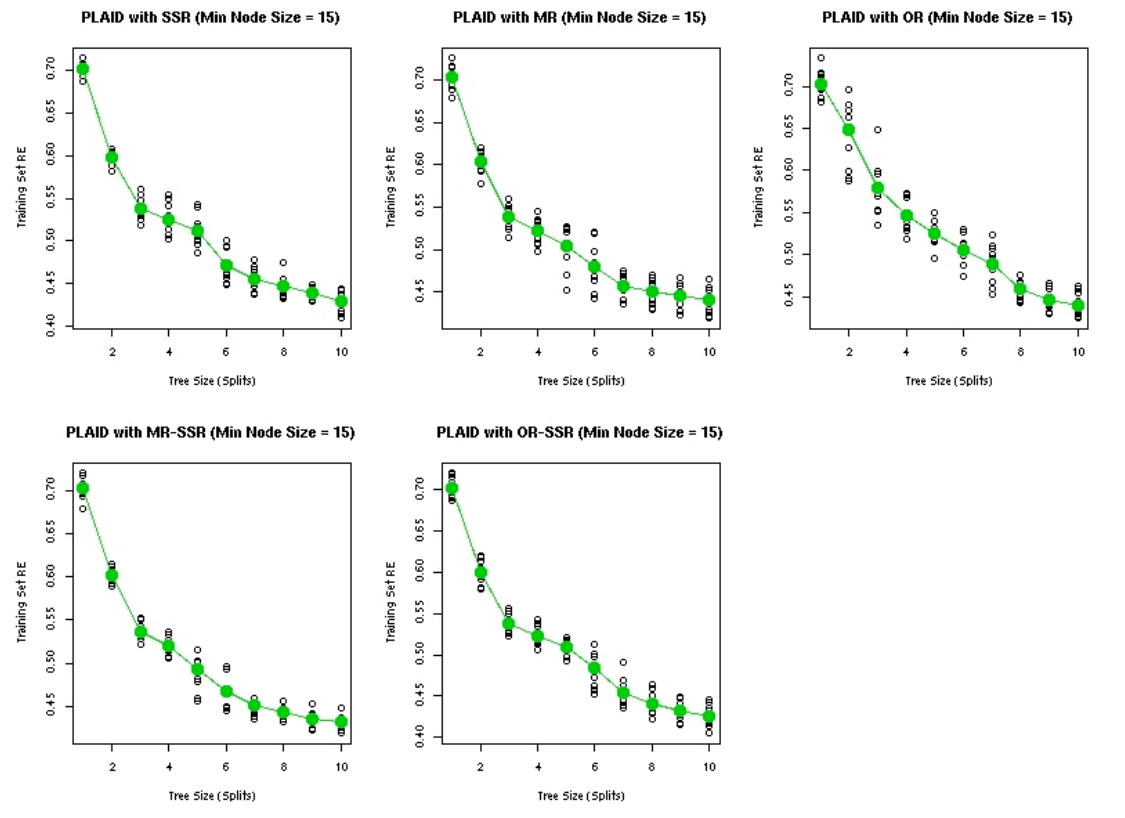 PLAID with SSR (Min Node Size = 15)
Training Set RE
0.70
0.65
0.60
0.55
0.50
0.45
0.40
2 4 6 8 10
Tree Size (Splits)
PLAID with MR (Min Node Size = 15)
Training Set RE
0.70
0.65
0.60
0.55
0.50
0.45
2 4 6 8 10
Tree Size (Splits)
PLAID with OR (Min Node Size = 15)
Training Set RE
0.70
0.65
0.60
0.55
0.50
0.45
2 4 6 8 10
Tree Size (Splits)
PLAID with MR-SSR (Min Node Size = 15)
Training Set RE
0.70
0.65
0.60
0.55
0.50
0.45
2 4 6 8 10
Tree Size (Splits)
PLAID with OR-SSR (Min Node Size = 15)
Training Set RE
0.70
0.65
0.60
0.55
0.50
0.45
0.40
2 4 6 8 10
Tree Size (Splits)